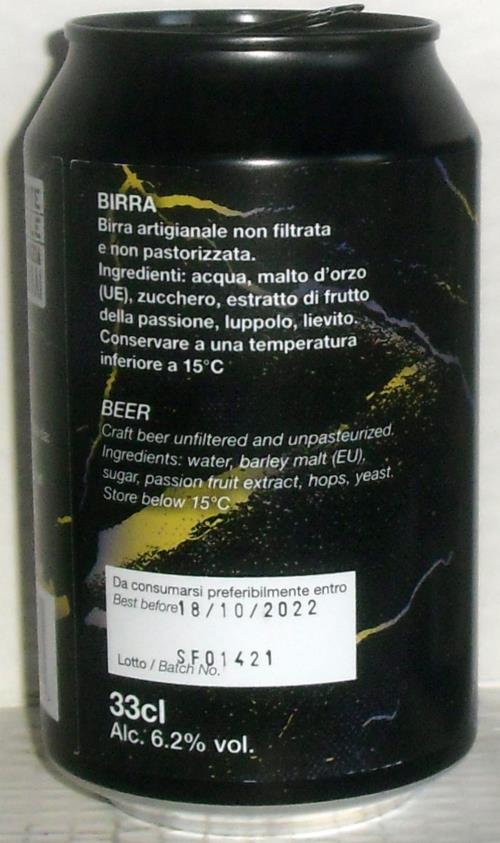 BIRRA
Birra artigianale non filtrata
e non pastorizzata.
Ingredienti: acqua, malto d'orzo
(UE), zucchero, estratto di frutto
della passione, luppolo, lievito.
Conservare a una temperatura
inferiore a 15°C
BEER
Craft beer unfiltered and unpasteurized.
Ingredients: water, barley malt (EU),
sugar, passion fruit extract, hops, yeast.
Store below 15°C
Da consumarsi preferibilmente entro
Best before 18/10/2022
Lotto / Batch No. SF01421
33cl
Alc. 6.2% vol.